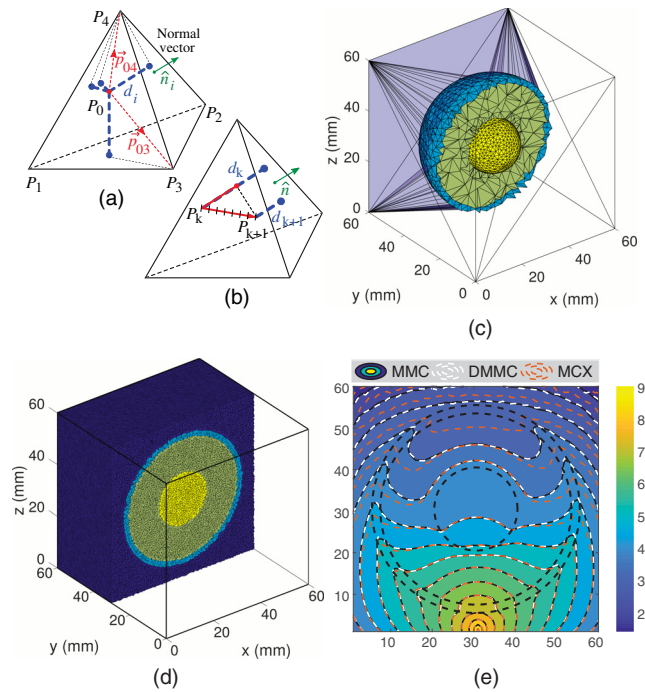 P4
Normal vector
p⃗04
n̂i
di
P0
P2
p⃗03
P1
P3
(a)
dk
n̂
Pk
Pk+1
dk+1
(b)
z (mm)
60
40
20
0
60
40
20
0
0
20
40
60
y (mm)
x (mm)
(c)
z (mm)
60
40
20
0
60
40
20
0
0
20
40
60
y (mm)
x (mm)
(d)
MMC DMMC MCX
60
50
40
30
20
10
10 20 30 40 50 60
9
8
7
6
5
4
3
2
(e)